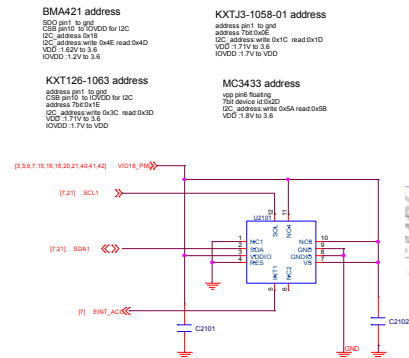 BMA421 address
SDO pin1 to gnd
CSB pin10 to IOVDD for I2C
I2C_address 0x18
I2C_address:write 0x4E read:0x4D
VDD :1.62V to 3.6
IOVDD :1.2V to 3.6
KXTJ3-1058-01 address
address pin1 to gnd
address 7bit:0x0E
I2C_address:write 0x1C read:0x1D
VDD :1.71V to 3.6
IOVDD :1.7V to VDD
KXT126-1063 address
address pin1 to gnd
CSB pin10 to IOVDD for I2C
address 7bit:0x1E
I2C_address:write 0x3C read:0x3D
VDD :1.71V to 3.6
IOVDD :1.7V to VDD
MC3433 address
vpp pin6 floating
7bit device id:0x2D
I2C_address:write 0x5A read:0x5B
VDD :1.8V to 3.6
[3,5,6,7,15,16,18,20,21,40,41,42] VIO18_PMU
[7,21] SCL1
12 11
U2101
SCL NC4
[7,21] SDA1
1 NC1 NC3 10
2 SDA GND 9
3 VDDIO GNDIO 8
4 RES VS 7
INT1 NC2
5 6
[7] EINT_ACC
C2101
C2102
GND